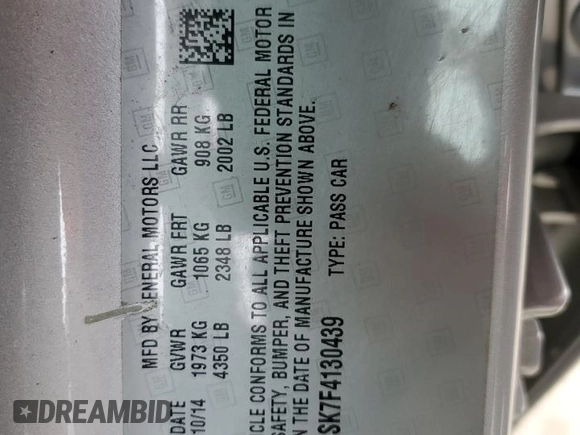 MFD BY GENERAL MOTORS LLC
DATE GVWR GAWR FRT GAWR RR
10/14 1973 KG 1065 KG 908 KG
4350 LB 2348 LB 2002 LB
CLE CONFORMS TO ALL APPLICABLE U.S. FEDERAL MOTOR
SAFETY, BUMPER, AND THEFT PREVENTION STANDARDS IN
N THE DATE OF MANUFACTURE SHOWN ABOVE.
SK7F4130439 TYPE: PASS CAR
GM
DREAMBID